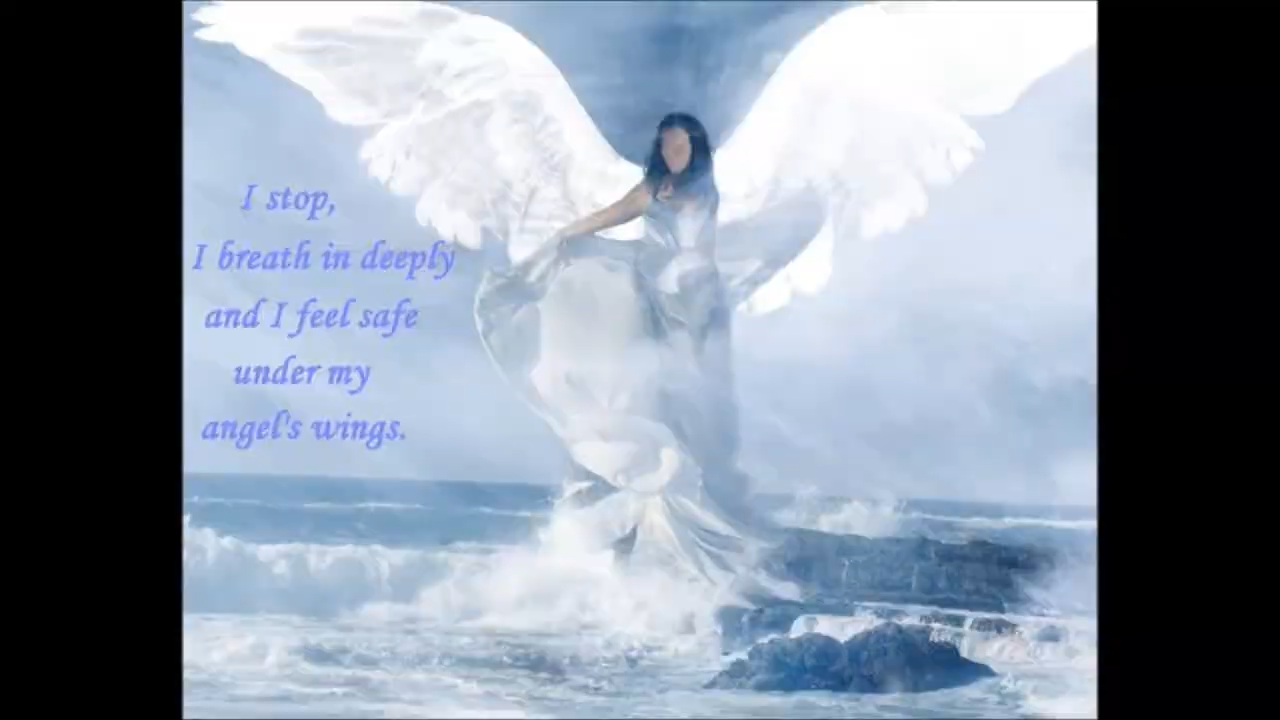 I stop,
I breath in deeply
and I feel safe
under my
angel's wings.